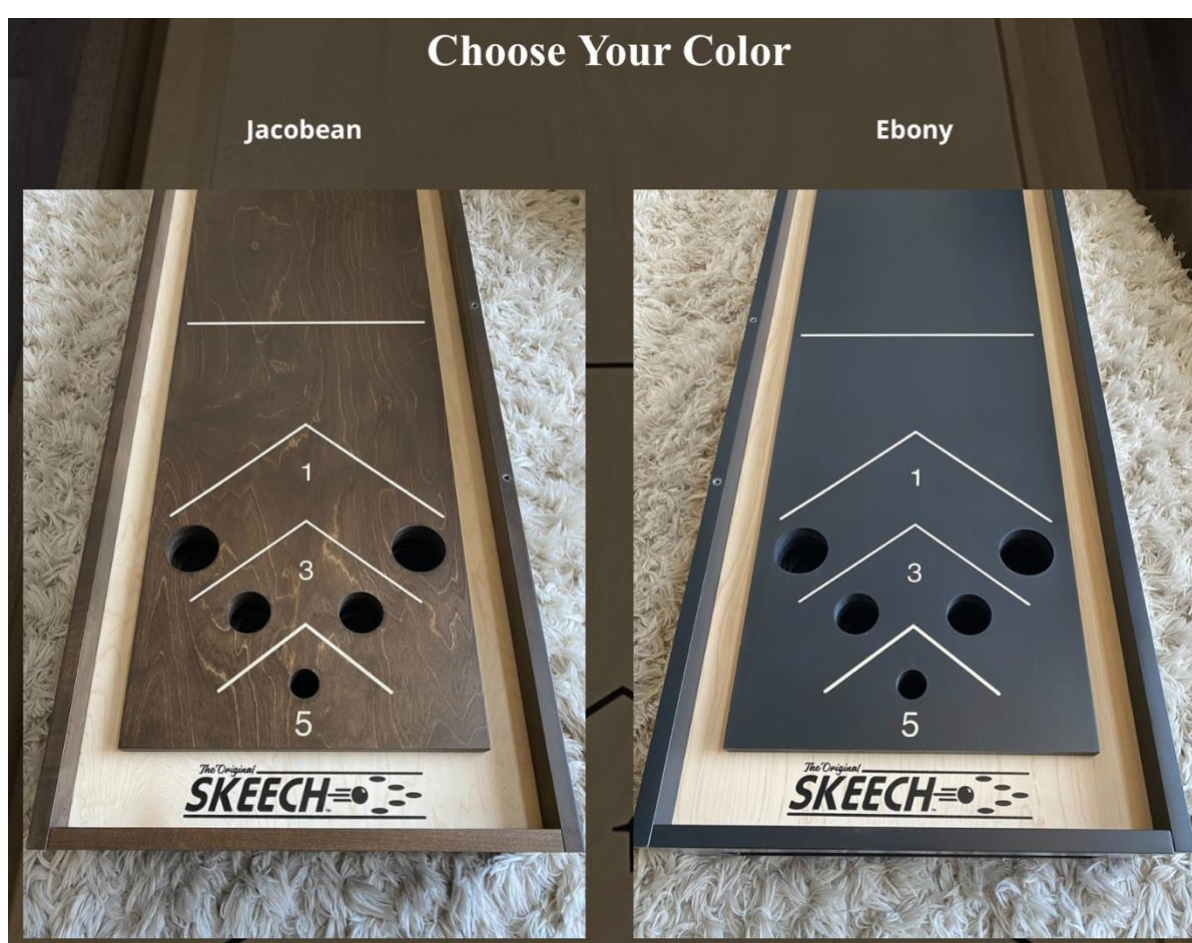 Choose Your Color
Jacobean
Ebony
1
3
5
The Original
SKEECH
1
3
5
The Original
SKEECH